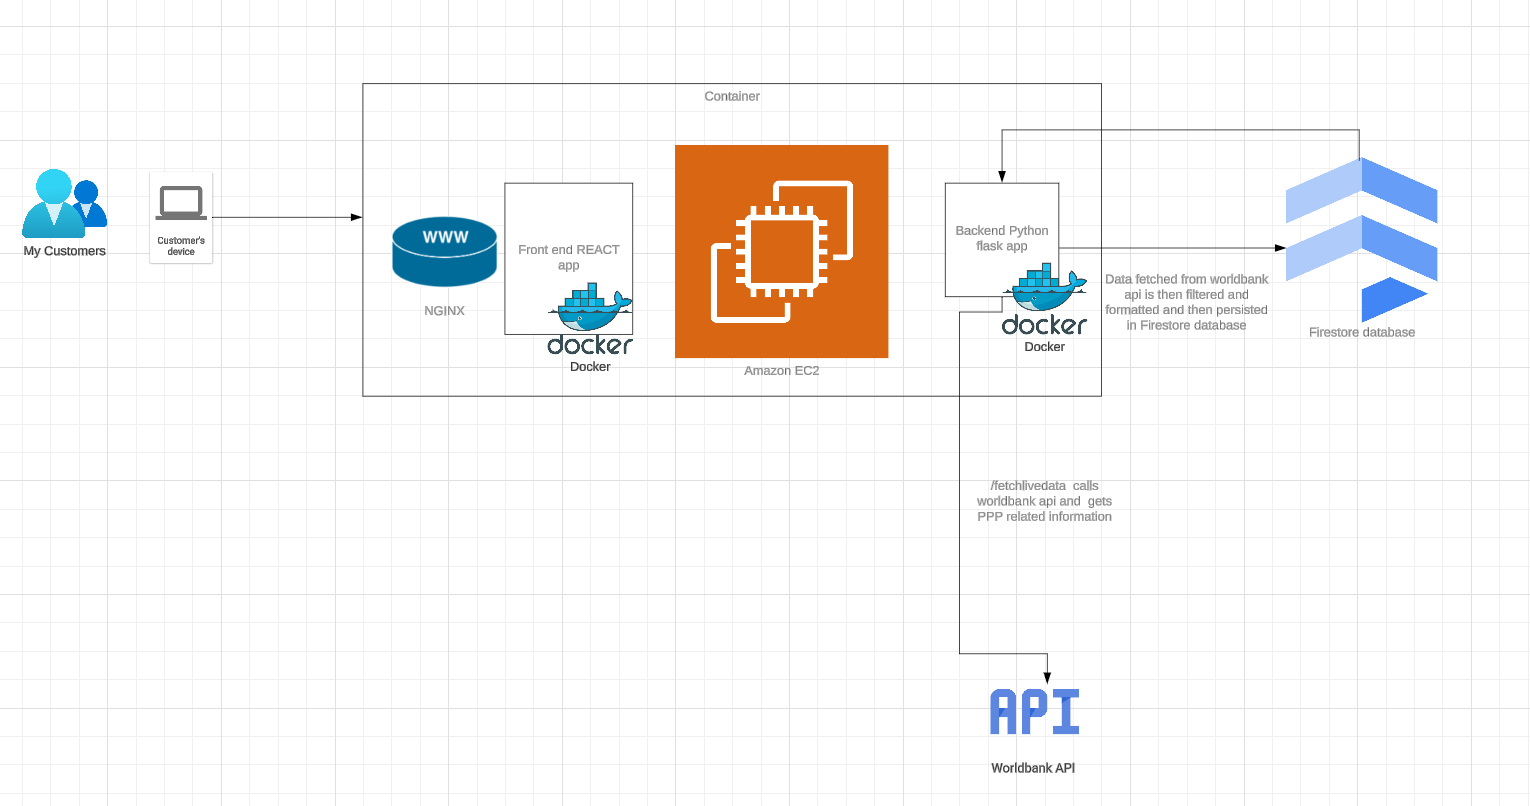 Container
My Customers
Customer's
device
WWW
NGINX
Front end REACT
app
docker
Docker
Amazon EC2
Backend Python
flask app
docker
Docker
Data fetched from worldbank
api is then filtered and
formatted and then persisted
in Firestore database
Firestore database
/fetchlivedata calls
worldbank api and gets
PPP related information
API
Worldbank API